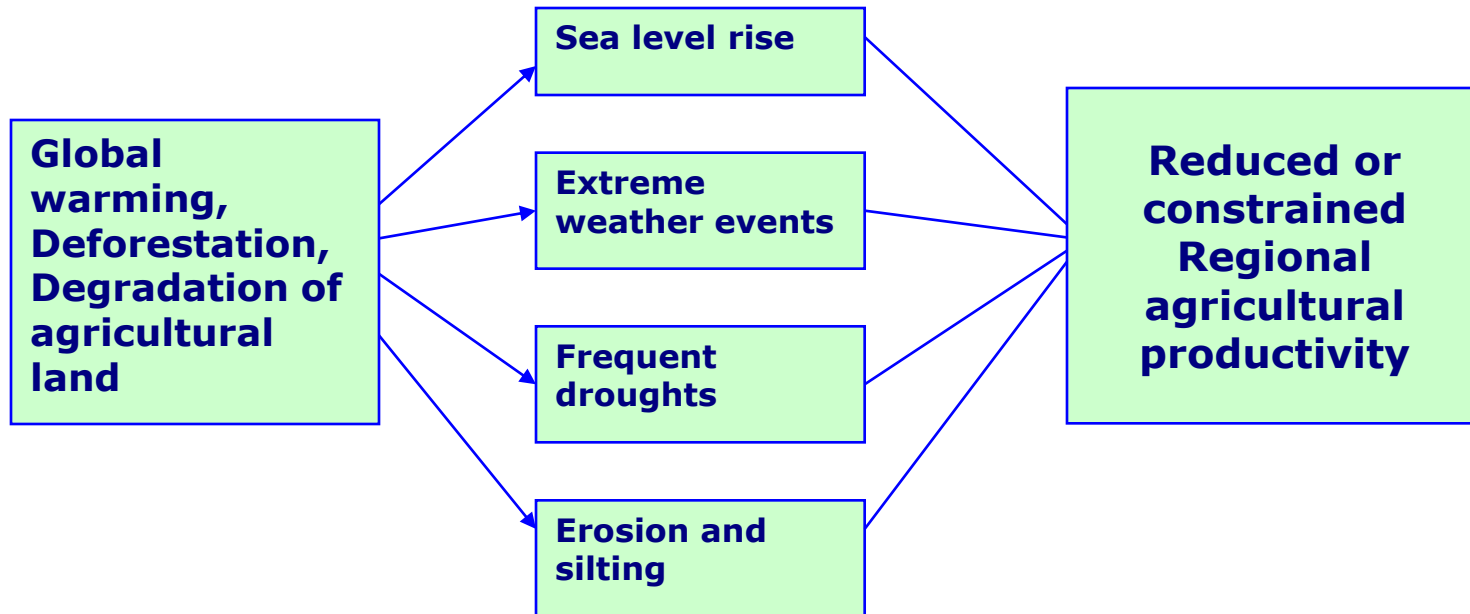 Global
warming,
Deforestation,
Degradation of
agricultural
land
Sea level rise
Extreme
weather events
Frequent
droughts
Erosion and
silting
Reduced or
constrained
Regional
agricultural
productivity